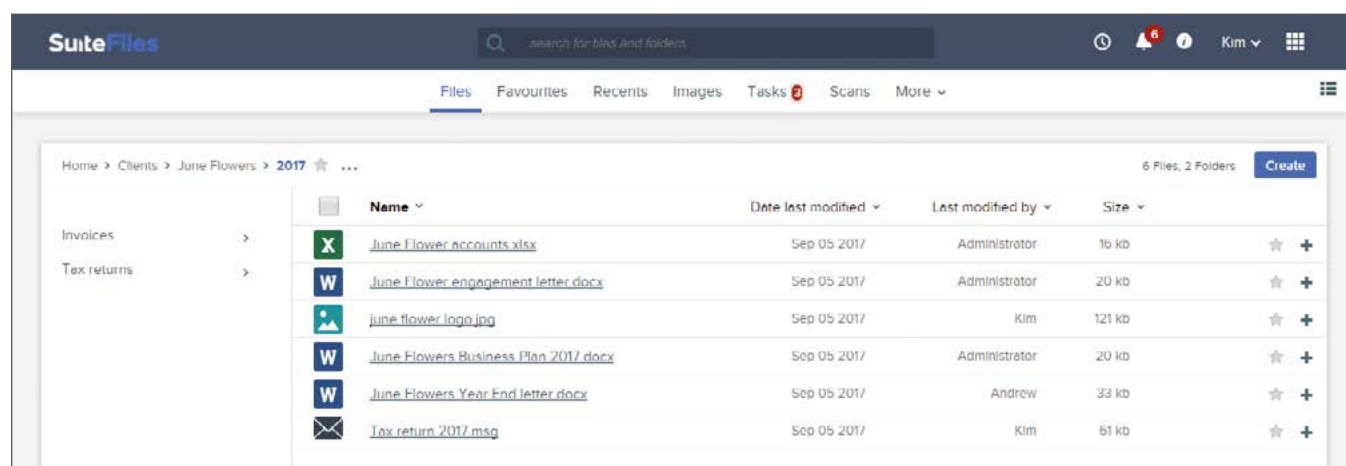 SuiteFiles search for files and folders 6 Kim
Files Favourites Recents Images Tasks 2 Scans More
Home > Clients > June Flowers > 2017 ... 6 Files, 2 Folders Create
Name Date last modified Last modified by Size
Invoices
Tax returns
June Flower accounts.xlsx Sep 05 2017 Administrator 16 kb
June Flower engagement letter.docx Sep 05 2017 Administrator 20 kb
june flower logo.jpg Sep 05 2017 Kim 121 kb
June Flowers Business Plan 2017.docx Sep 05 2017 Administrator 20 kb
June Flowers Year End letter.docx Sep 05 2017 Andrew 33 kb
Tax return 2017.msg Sep 05 2017 Kim 61 kb